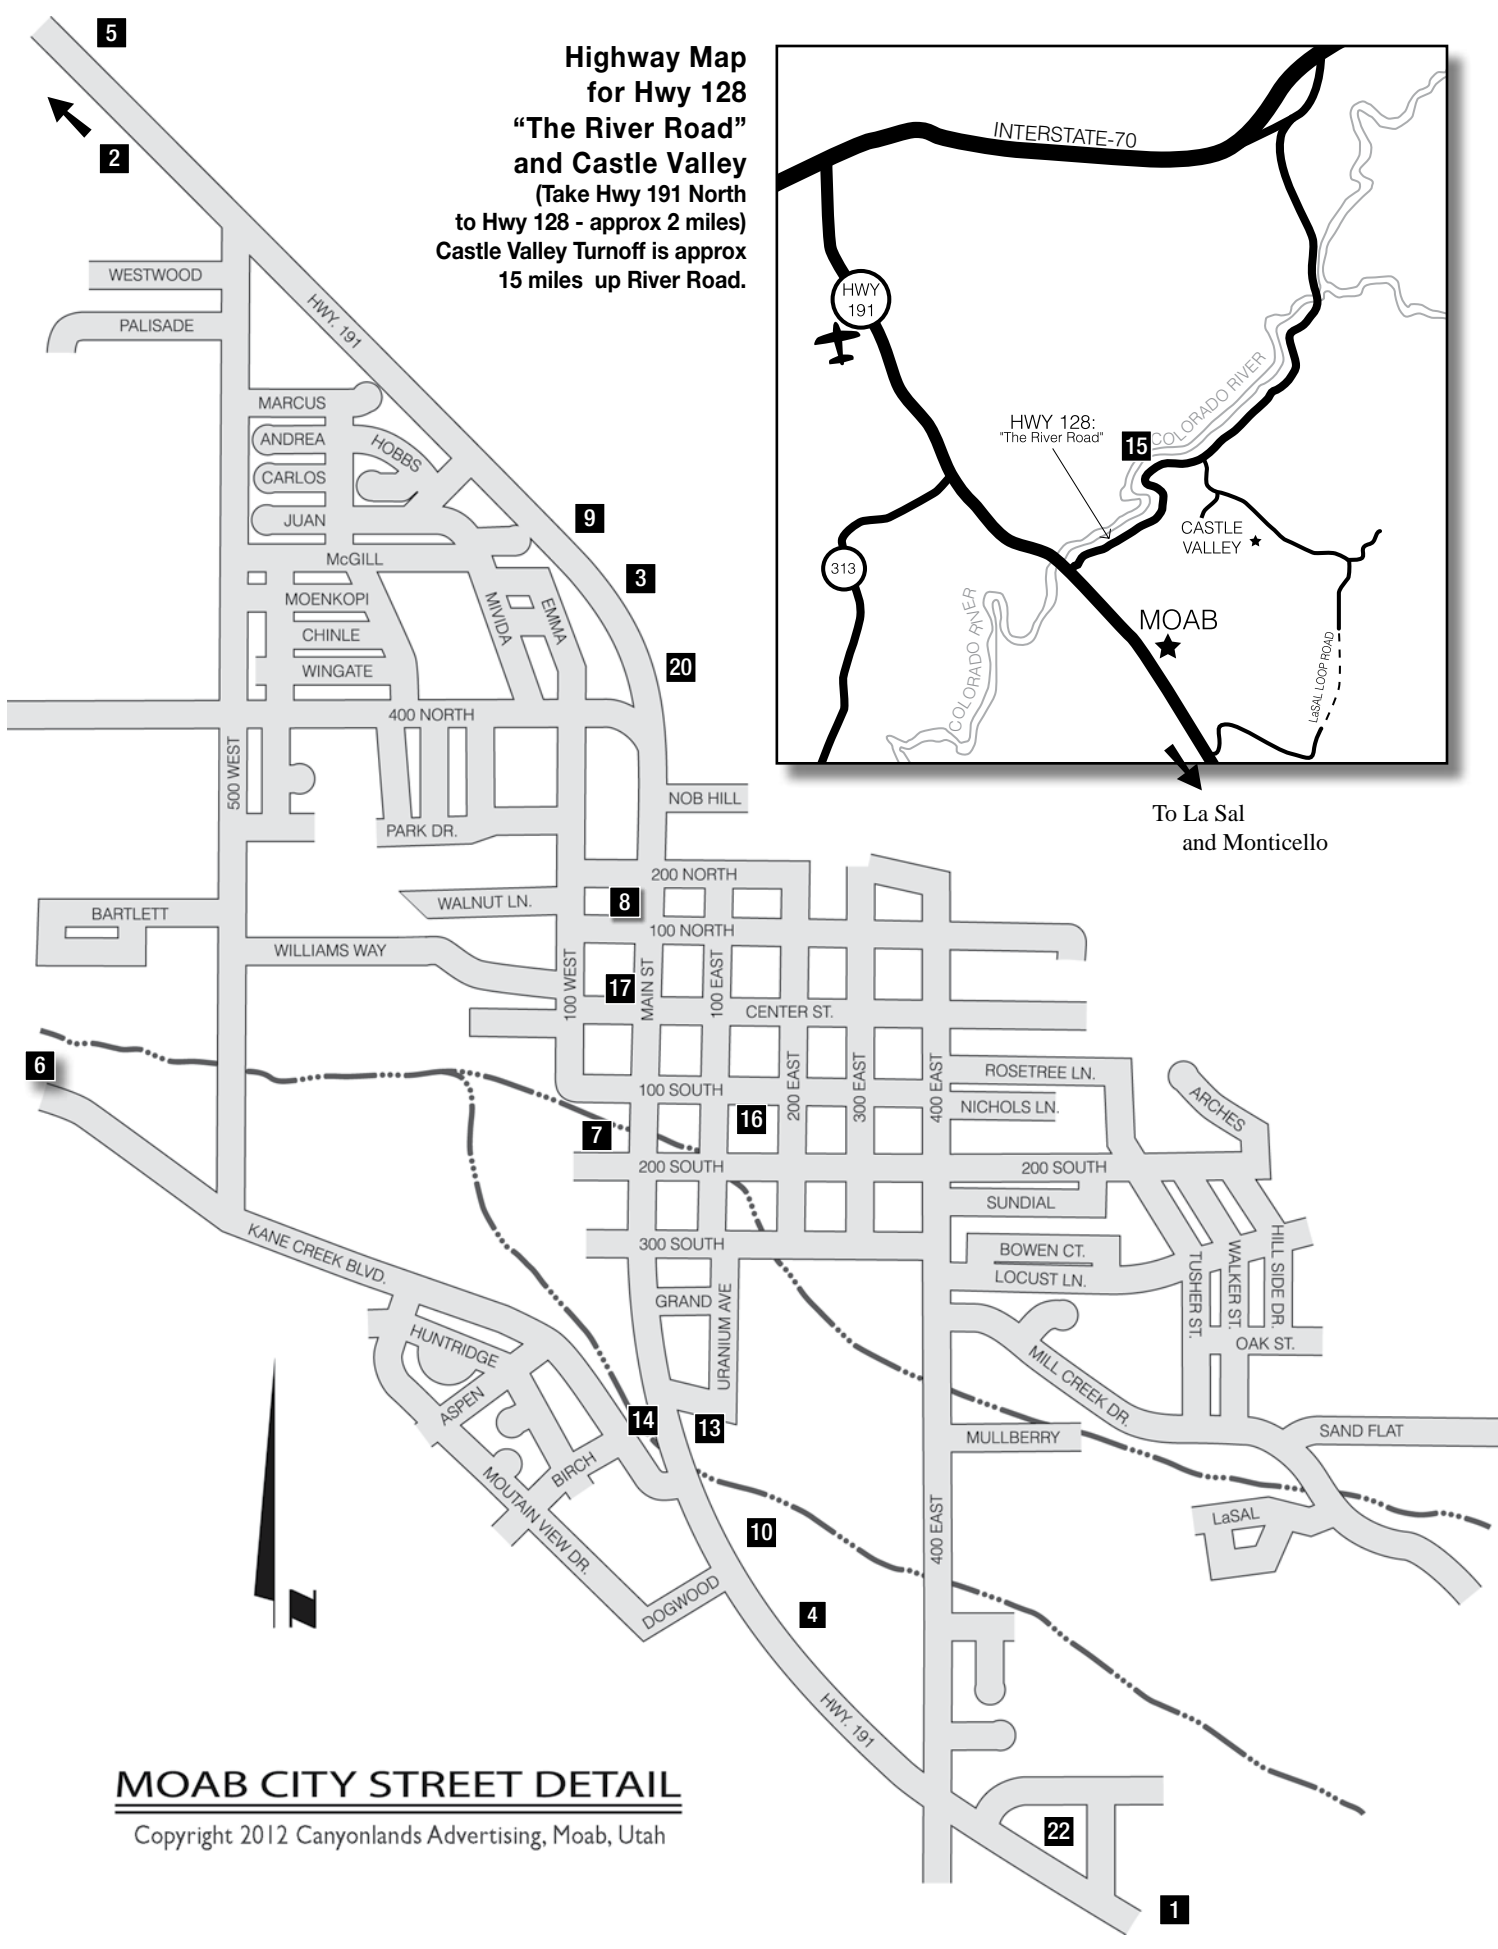 5
2
Highway Map
for Hwy 128
“The River Road”
and Castle Valley
(Take Hwy 191 North
to Hwy 128 - approx 2 miles)
Castle Valley Turnoff is approx
15 miles up River Road.
INTERSTATE-70
HWY
191
COLORADO RIVER
HWY 128:
"The River Road"
15
CASTLE
VALLEY
313
COLORADO RIVER
MOAB
LaSAL LOOP ROAD
To La Sal
and Monticello
WESTWOOD
PALISADE
HWY. 191
MARCUS
ANDREA
HOBBS
CARLOS
JUAN
9
McGILL
3
MOENKOPI
MIVIDA
EMMA
CHINLE
WINGATE
20
400 NORTH
500 WEST
NOB HILL
PARK DR.
200 NORTH
WALNUT LN.
8
BARTLETT
100 NORTH
WILLIAMS WAY
100 WEST
17
MAIN ST
100 EAST
CENTER ST.
6
200 EAST
300 EAST
400 EAST
ROSETREE LN.
100 SOUTH
NICHOLS LN.
ARCHES
7
16
200 SOUTH
200 SOUTH
SUNDIAL
KANE CREEK BLVD.
300 SOUTH
BOWEN CT.
LOCUST LN.
TUSHER ST.
WALKER ST.
HILL SIDE DR.
GRAND
URANIUM AVE
HUNTRIDGE
OAK ST.
MILL CREEK DR.
ASPEN
14
13
MULLBERRY
SAND FLAT
BIRCH
MOUTAIN VIEW DR.
10
400 EAST
LaSAL
DOGWOOD
4
HWY. 191
MOAB CITY STREET DETAIL
Copyright 2012 Canyonlands Advertising, Moab, Utah
22
1
N